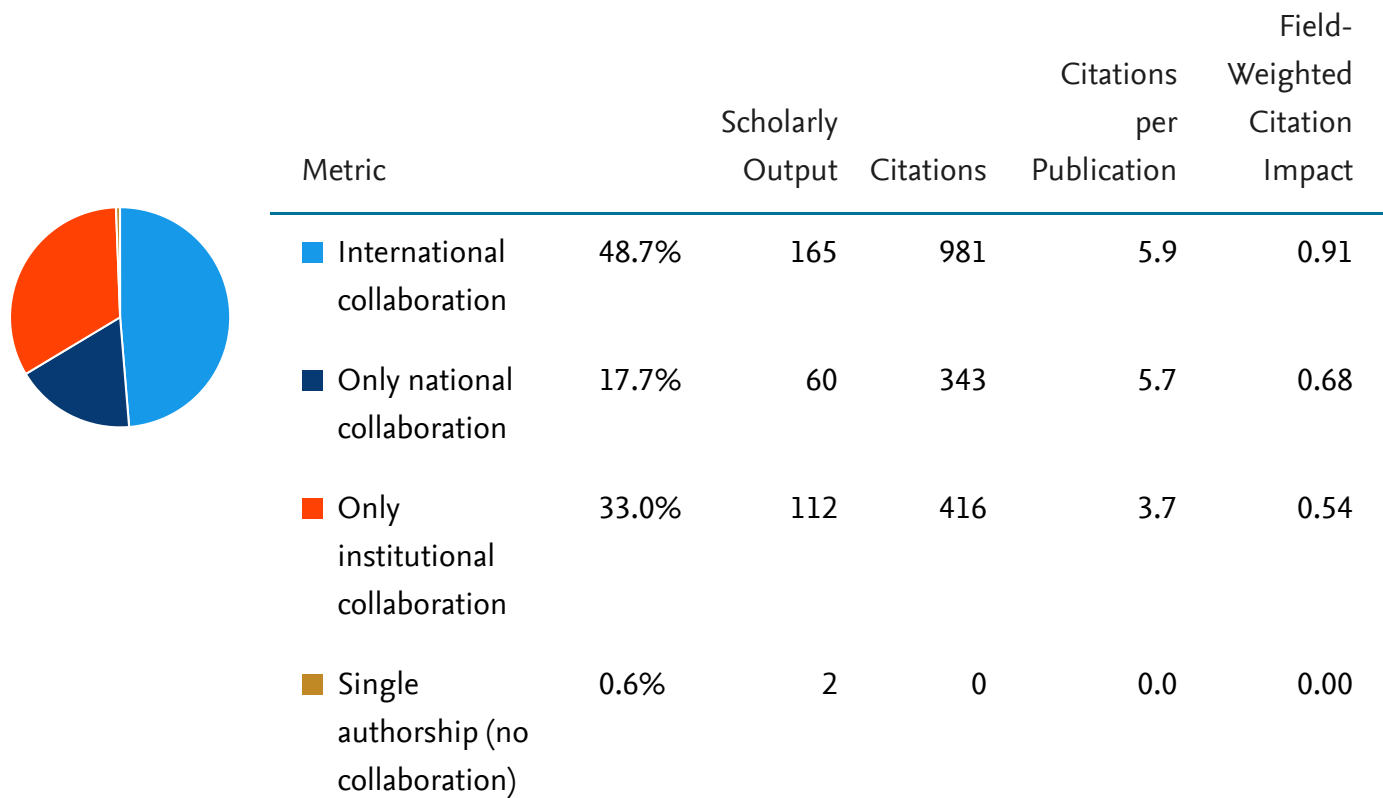 Field-
Citations Weighted
Scholarly per Citation
Metric Output Citations Publication Impact
International 48.7% 165 981 5.9 0.91
collaboration
Only national 17.7% 60 343 5.7 0.68
collaboration
Only 33.0% 112 416 3.7 0.54
institutional
collaboration
Single 0.6% 2 0 0.0 0.00
authorship (no
collaboration)